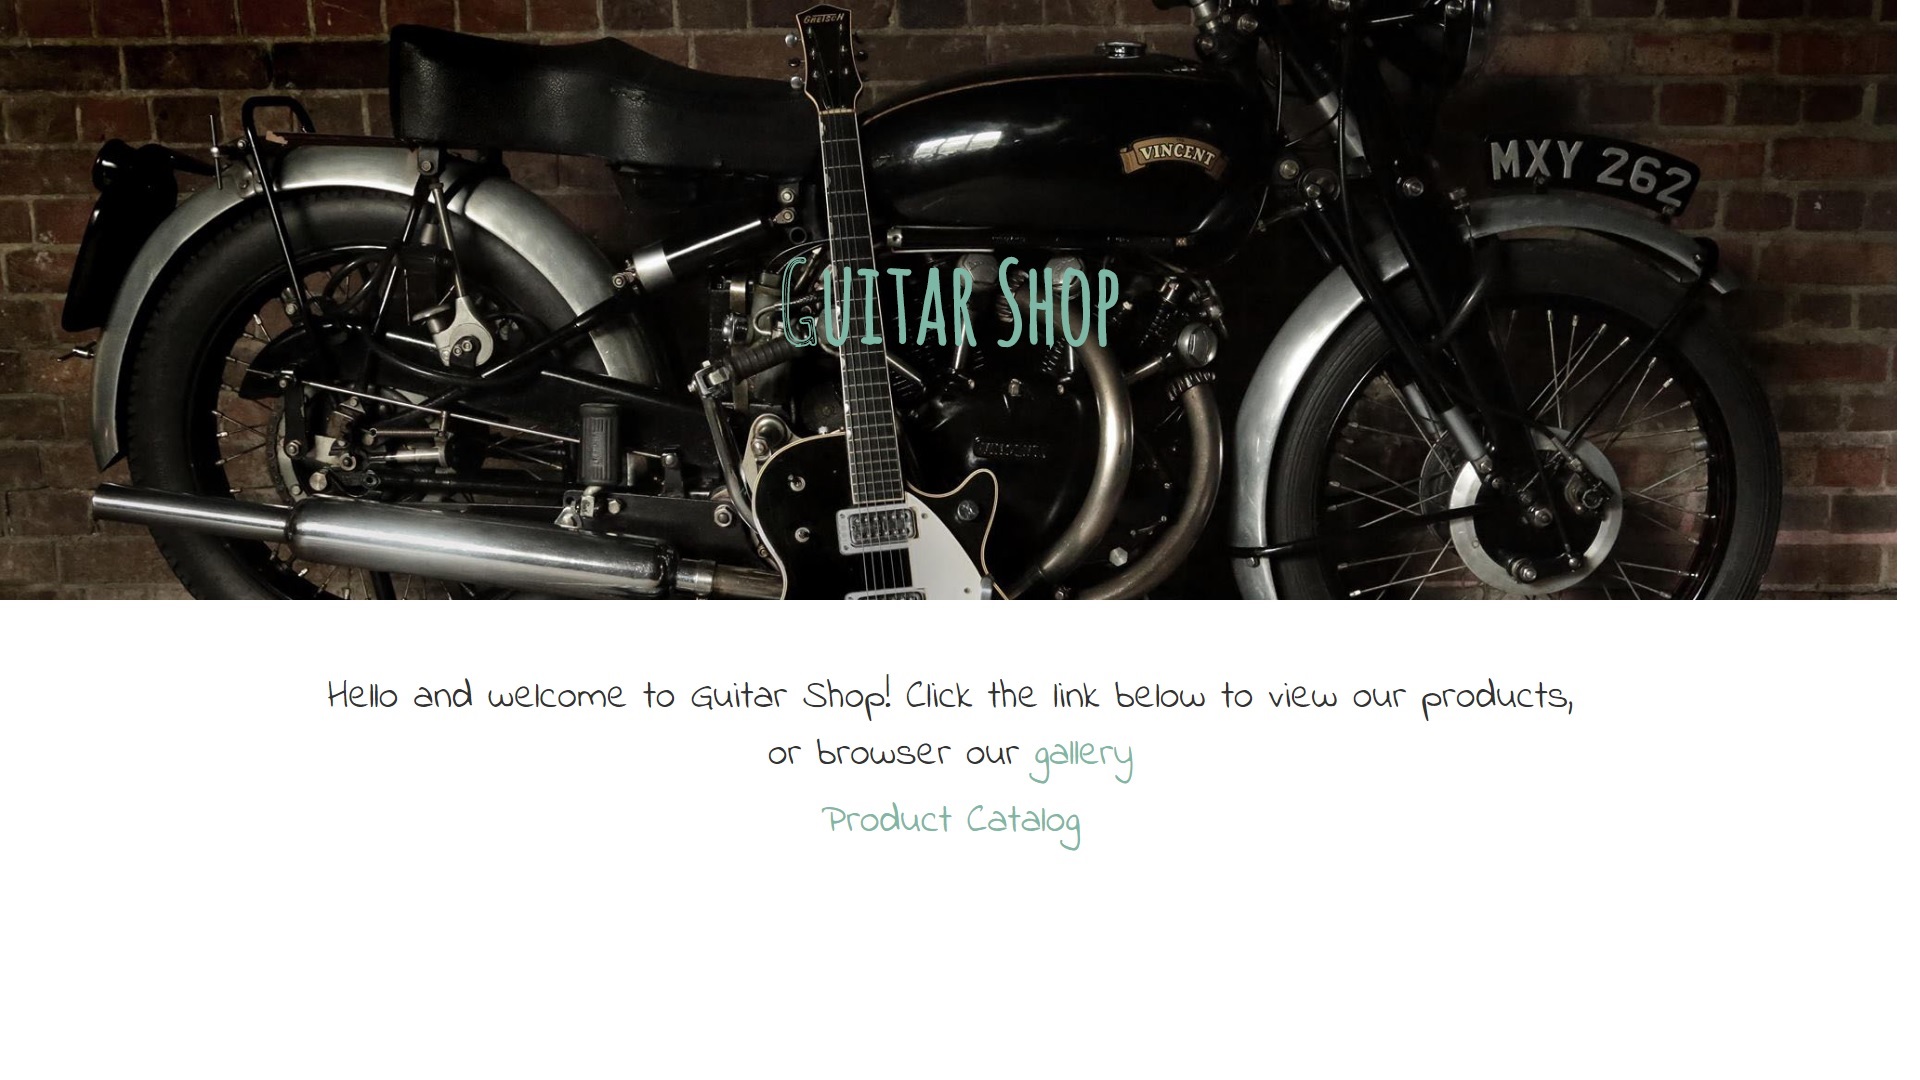 GRETSCH
VINCENT
MXY 262
Guitar Shop
VINCENT
Hello and welcome to Guitar Shop! Click the link below to view our products,
or browser our gallery
Product Catalog